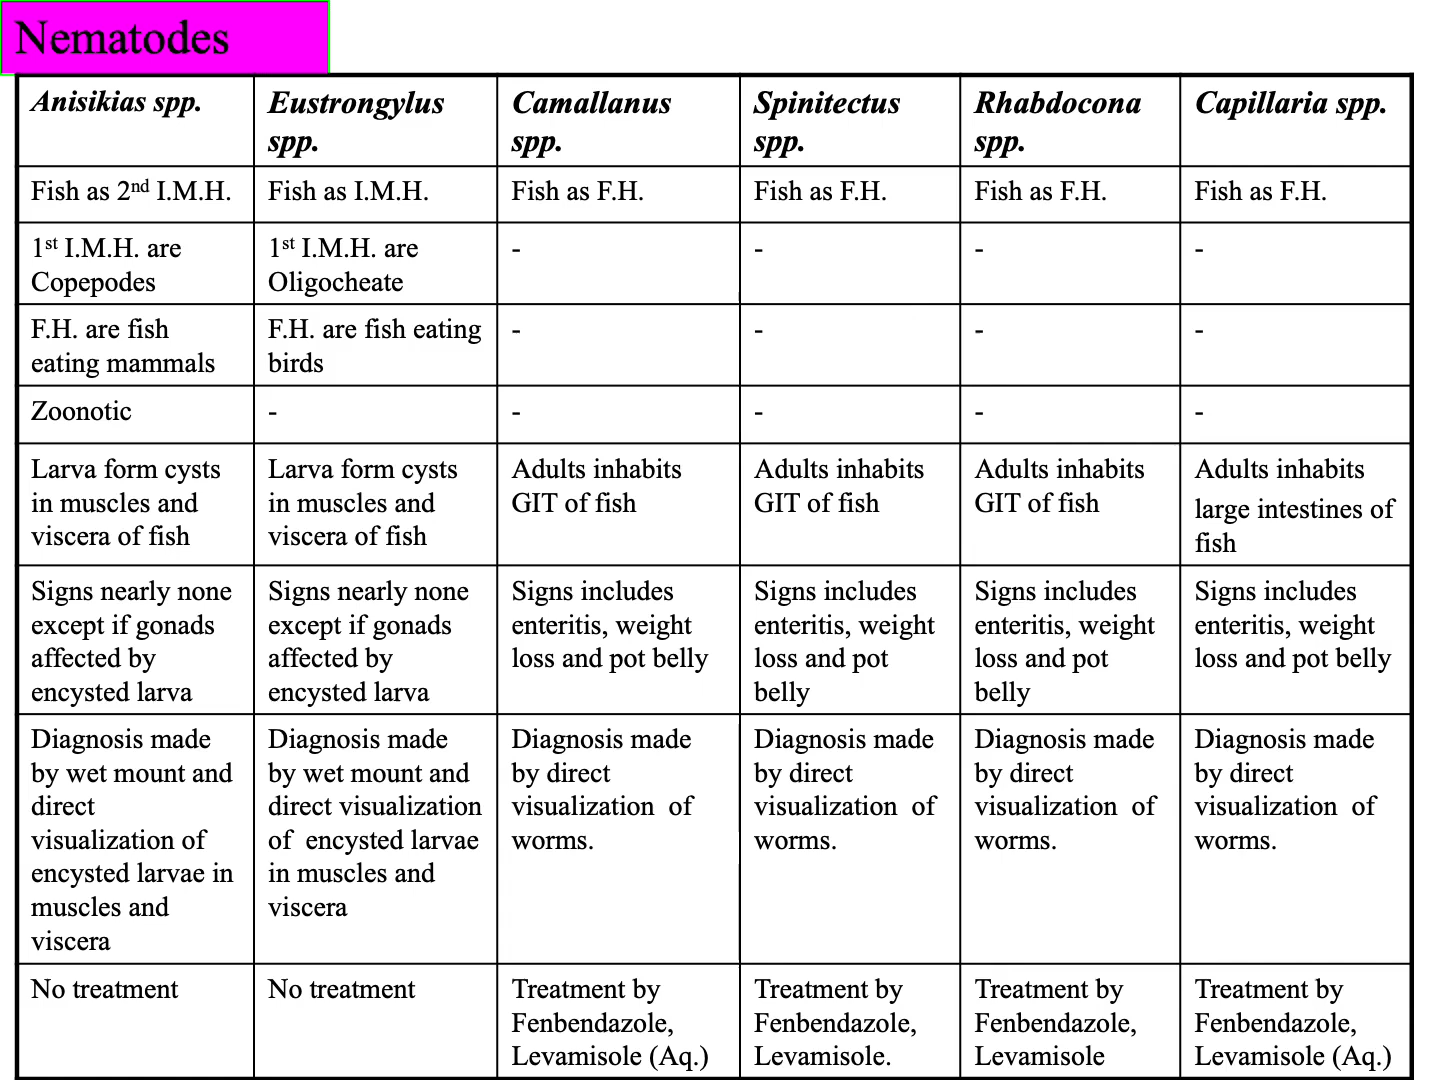 Nematodes
Anisikias spp.
Eustrongylus
spp.
Camallanus
spp.
Spinitectus
spp.
Rhabdocona
spp.
Capillaria spp.
Fish as 2nd I.M.H.
Fish as I.M.H.
Fish as F.H.
Fish as F.H.
Fish as F.H.
Fish as F.H.
1st I.M.H. are
Copepodes
1st I.M.H. are
Oligocheate
-
-
-
-
F.H. are fish
eating mammals
F.H. are fish eating
birds
-
-
-
-
Zoonotic
-
-
-
-
-
Larva form cysts
in muscles and
viscera of fish
Larva form cysts
in muscles and
viscera of fish
Adults inhabits
GIT of fish
Adults inhabits
GIT of fish
Adults inhabits
GIT of fish
Adults inhabits
large intestines of
fish
Signs nearly none
except if gonads
affected by
encysted larva
Signs nearly none
except if gonads
affected by
encysted larva
Signs includes
enteritis, weight
loss and pot belly
Signs includes
enteritis, weight
loss and pot
belly
Signs includes
enteritis, weight
loss and pot
belly
Signs includes
enteritis, weight
loss and pot belly
Diagnosis made
by wet mount and
direct
visualization of
encysted larvae in
muscles and
viscera
Diagnosis made
by wet mount and
direct visualization
of encysted larvae
in muscles and
viscera
Diagnosis made
by direct
visualization of
worms.
Diagnosis made
by direct
visualization of
worms.
Diagnosis made
by direct
visualization of
worms.
Diagnosis made
by direct
visualization of
worms.
No treatment
No treatment
Treatment by
Fenbendazole,
Levamisole (Aq.)
Treatment by
Fenbendazole,
Levamisole.
Treatment by
Fenbendazole,
Levamisole
Treatment by
Fenbendazole,
Levamisole (Aq.)